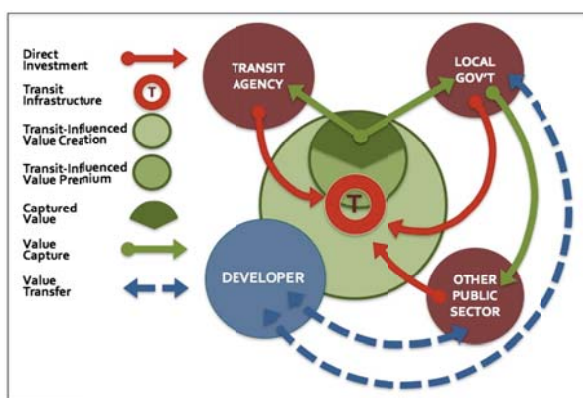 Direct
Investment
Transit
Infrastructure
T
Transit-Influenced
Value Creation
Transit-Influenced
Value Premium
Captured
Value
Value
Capture
Value
Transfer
TRANSIT
AGENCY
LOCAL
GOV'T
T
DEVELOPER
OTHER
PUBLIC
SECTOR